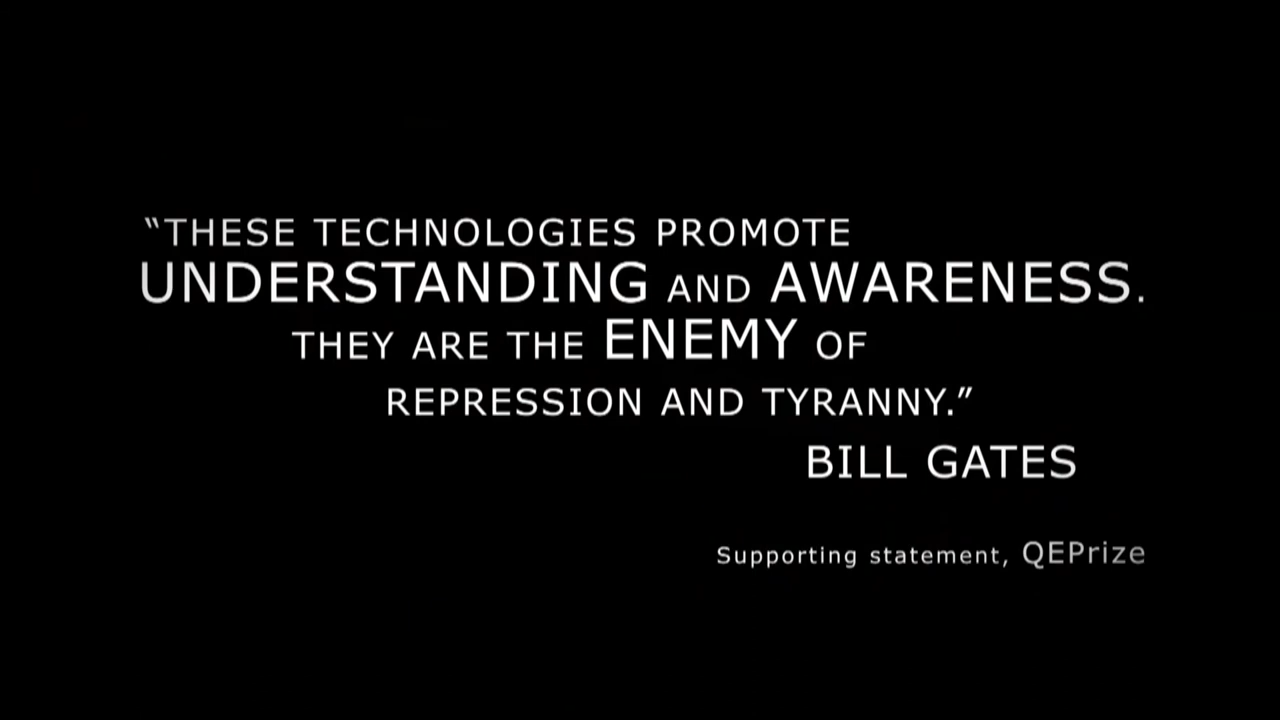 “THESE TECHNOLOGIES PROMOTE
UNDERSTANDING AND AWARENESS.
THEY ARE THE ENEMY OF
REPRESSION AND TYRANNY.”
BILL GATES
Supporting statement, QEPrize